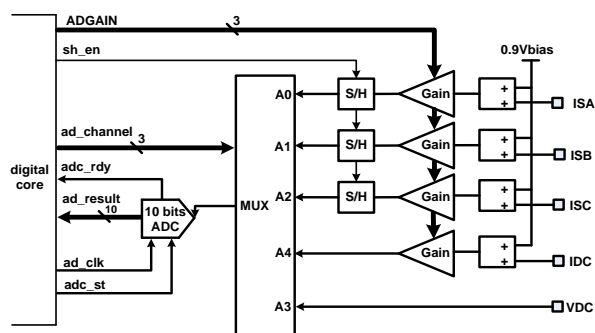 ADGAIN
3
sh_en
0.9Vbias
A0
S/H
Gain
+
+
ISA
ad_channel
3
A1
S/H
Gain
+
+
ISB
digital
core
adc_rdy
ad_result
10
10 bits
ADC
MUX
A2
S/H
Gain
+
+
ISC
ad_clk
A4
Gain
+
+
IDC
adc_st
A3
VDC